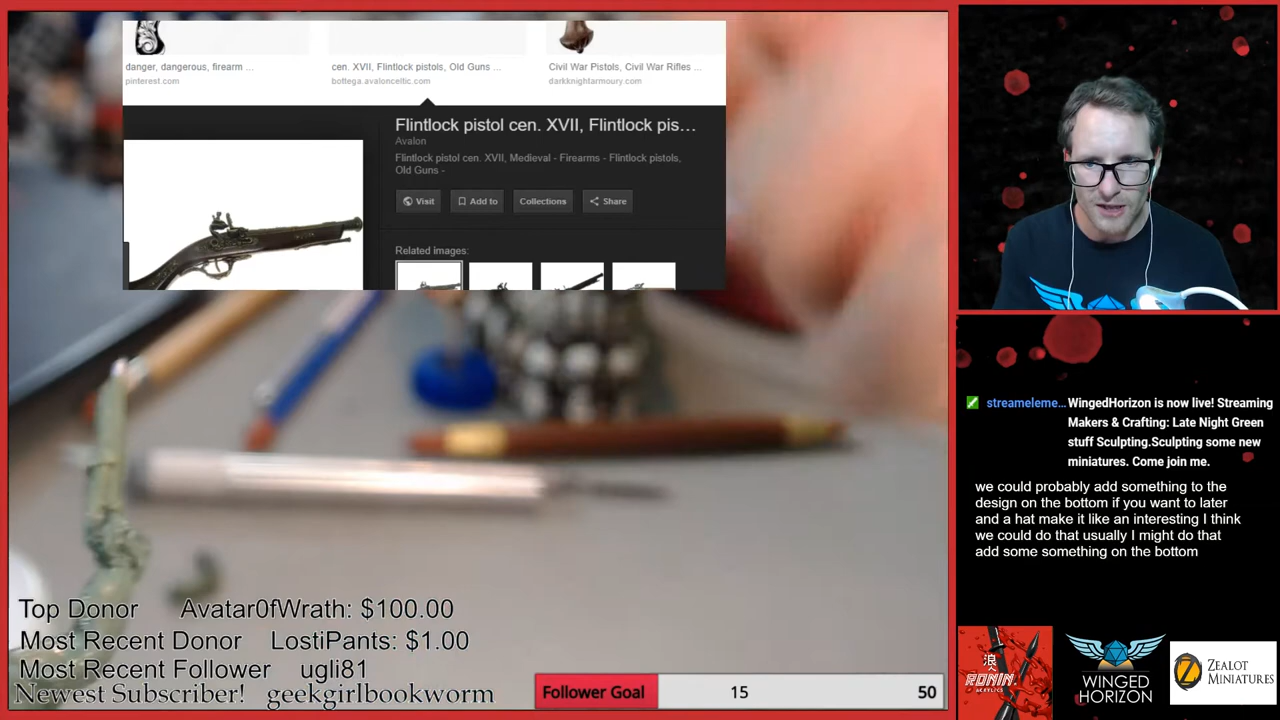 danger, dangerous, firearm ...
pinterest.com
cen. XVII, Flintlock pistols, Old Guns ...
bottega.avalonceltic.com
Civil War Pistols, Civil War Rifles ...
darkknightarmoury.com
Flintlock pistol cen. XVII, Flintlock pis...
Avalon
Flintlock pistol cen. XVII, Medieval - Firearms - Flintlock pistols,
Old Guns -
Visit
Add to
Collections
Share
Related images:
streameleme... WingedHorizon is now live! Streaming
Makers & Crafting: Late Night Green
stuff Sculpting.Sculpting some new
miniatures. Come join me.
we could probably add something to the
design on the bottom if you want to later
and a hat make it like an interesting I think
we could do that usually I might do that
add some something on the bottom
Top Donor Avatar0fWrath: $100.00
Most Recent Donor LostiPants: $1.00
Most Recent Follower ugli81
Newest Subscriber! geekgirlbookworm
Follower Goal 15 50
浪人
RONIN
ACRYLICS
WINGED
HORIZON
ZEALOT
MINIATURES